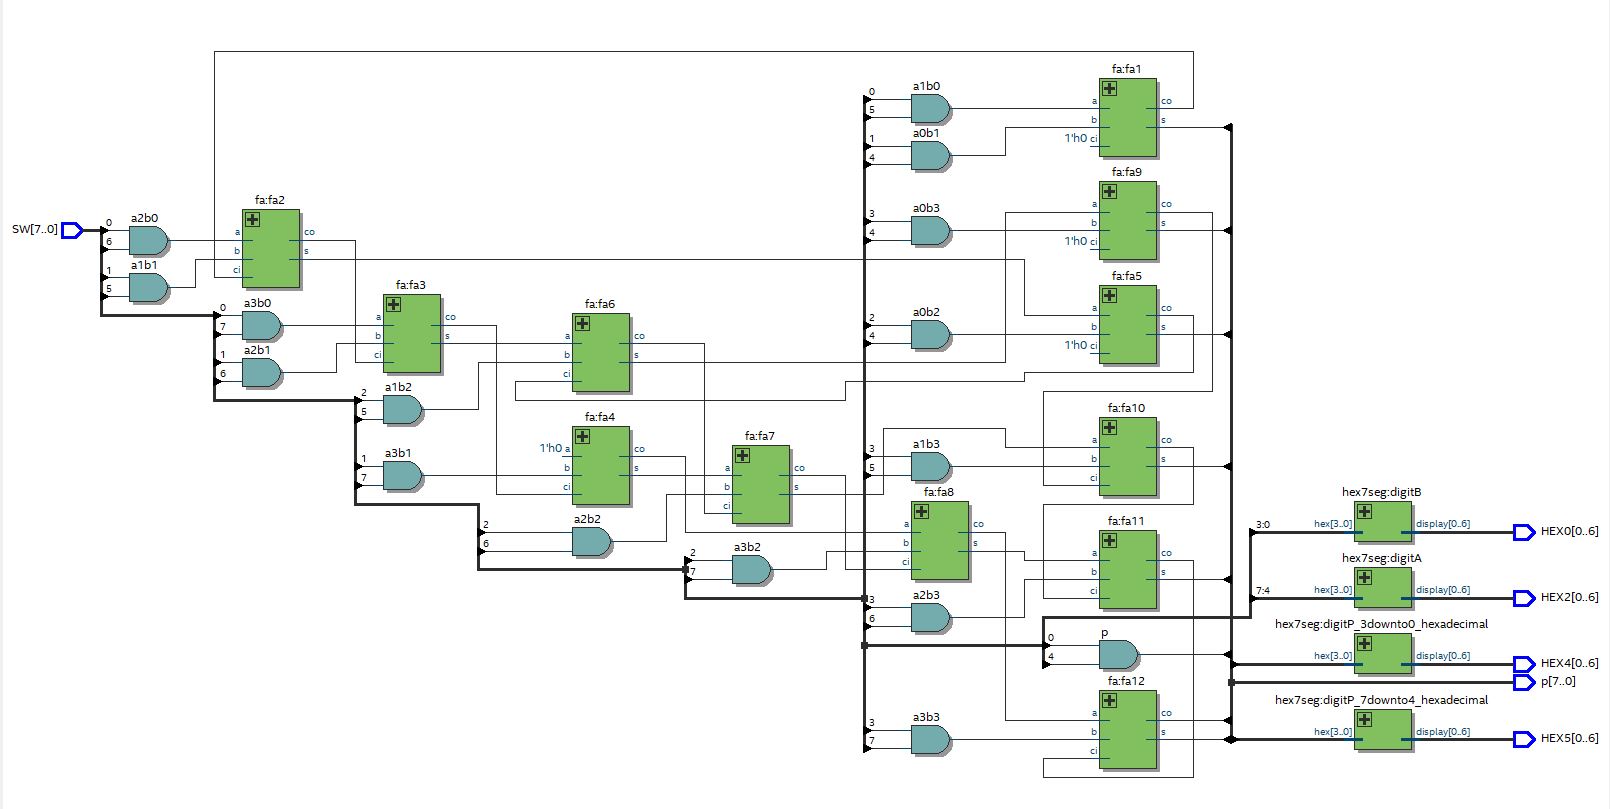 SW[7..0]
0
6
a2b0
1
5
a1b1
fa:fa2
a
b
ci
co
s
0
7
a3b0
1
6
a2b1
fa:fa3
a
b
ci
co
s
2
5
a1b2
1
7
a3b1
fa:fa6
a
b
ci
co
s
fa:fa4
1'h0 a
b
ci
co
s
2
6
a2b2
fa:fa7
a
b
ci
co
s
2
7
a3b2
0
5
a1b0
1
4
a0b1
3
4
a0b3
2
4
a0b2
3
5
a1b3
fa:fa8
a
b
ci
co
s
3
6
a2b3
3
7
a3b3
fa:fa1
a
b
1'h0 ci
co
s
fa:fa9
a
b
1'h0 ci
co
s
fa:fa5
a
b
1'h0 ci
co
s
fa:fa10
a
b
ci
co
s
fa:fa11
a
b
ci
co
s
0
4
p
fa:fa12
a
b
ci
co
s
hex7seg:digitB
3:0
hex[3..0]
display[0..6]
HEX0[0..6]
hex7seg:digitA
7:4
hex[3..0]
display[0..6]
HEX2[0..6]
hex7seg:digitP_3downto0_hexadecimal
hex[3..0]
display[0..6]
HEX4[0..6]
p[7..0]
hex7seg:digitP_7downto4_hexadecimal
hex[3..0]
display[0..6]
HEX5[0..6]